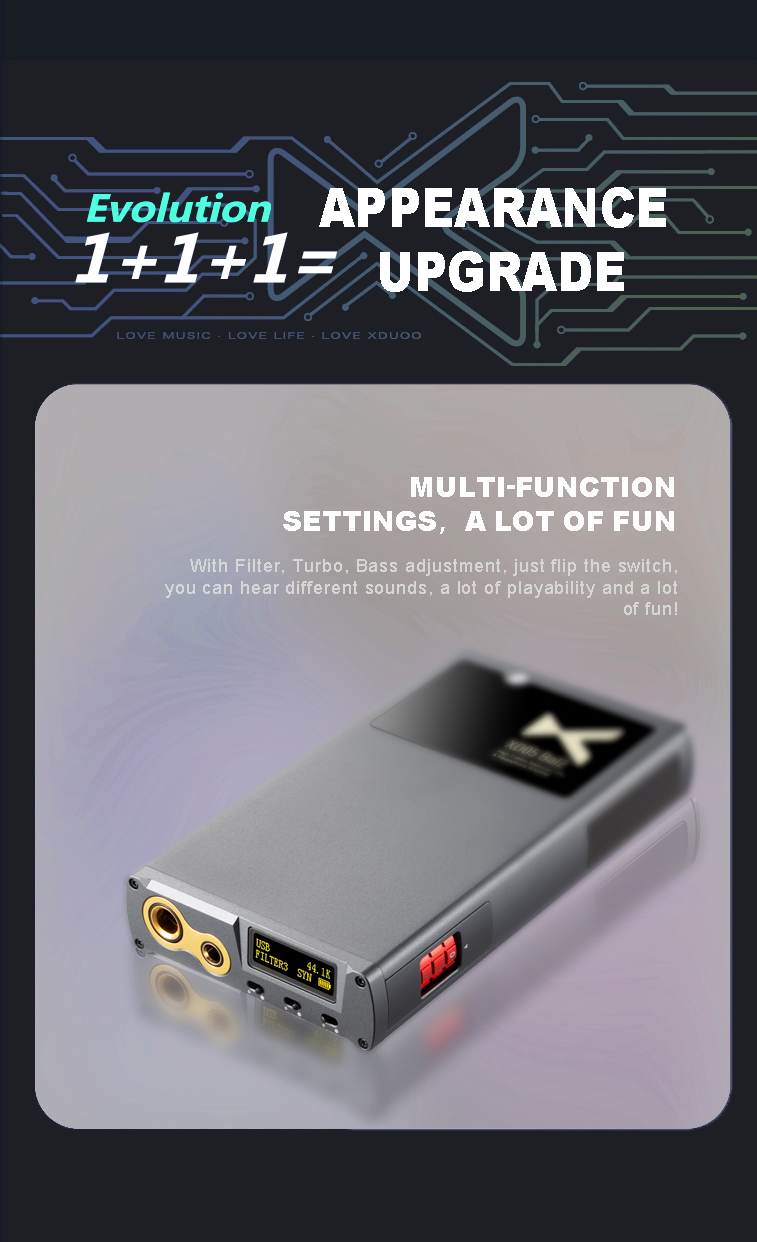 Evolution
1+1+1=
APPEARANCE
UPGRADE
LOVE MUSIC · LOVE LIFE · LOVE XDUOO
MULTI-FUNCTION
SETTINGS, A LOT OF FUN
With Filter, Turbo, Bass adjustment, just flip the switch,
you can hear different sounds, a lot of playability and a lot
of fun!
USB
44.1K
FILTER3 SYN